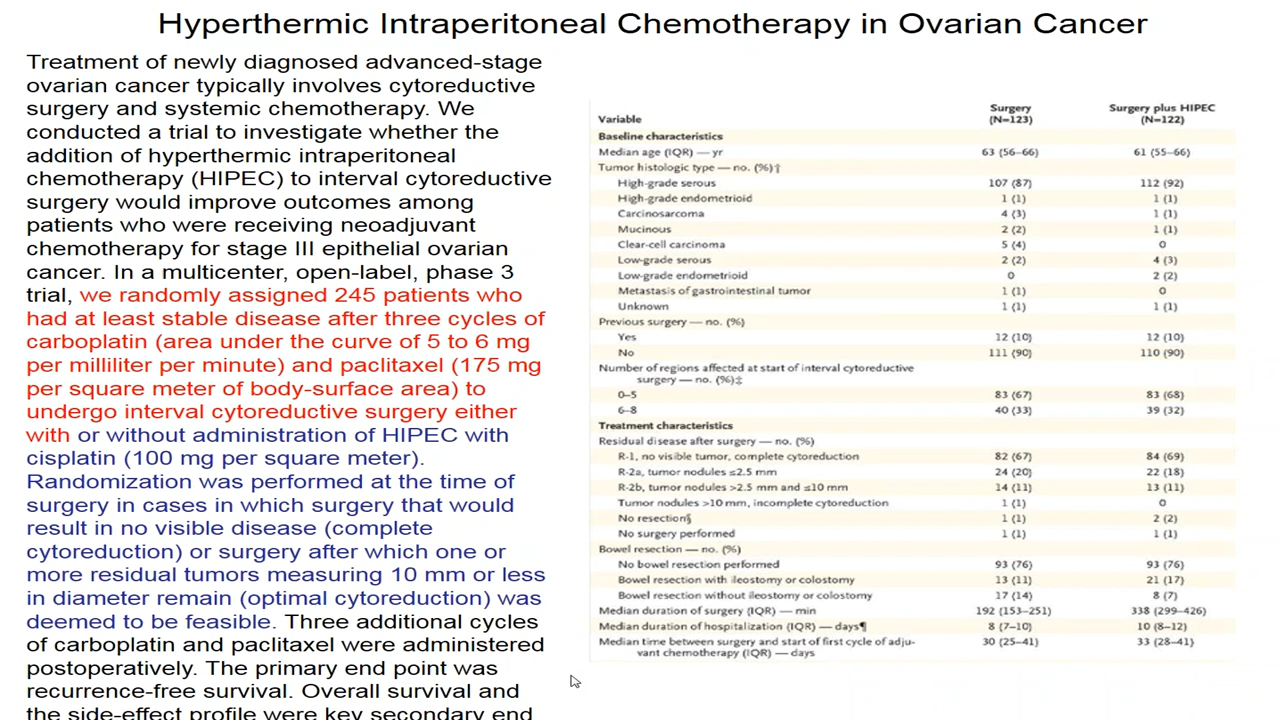 Hyperthermic Intraperitoneal Chemotherapy in Ovarian Cancer
Treatment of newly diagnosed advanced-stage
ovarian cancer typically involves cytoreductive
surgery and systemic chemotherapy. We
conducted a trial to investigate whether the
addition of hyperthermic intraperitoneal
chemotherapy (HIPEC) to interval cytoreductive
surgery would improve outcomes among
patients who were receiving neoadjuvant
chemotherapy for stage III epithelial ovarian
cancer. In a multicenter, open-label, phase 3
trial, we randomly assigned 245 patients who
had at least stable disease after three cycles of
carboplatin (area under the curve of 5 to 6 mg
per milliliter per minute) and paclitaxel (175 mg
per square meter of body-surface area) to
undergo interval cytoreductive surgery either
with or without administration of HIPEC with
cisplatin (100 mg per square meter).
Randomization was performed at the time of
surgery in cases in which surgery that would
result in no visible disease (complete
cytoreduction) or surgery after which one or
more residual tumors measuring 10 mm or less
in diameter remain (optimal cytoreduction) was
deemed to be feasible. Three additional cycles
of carboplatin and paclitaxel were administered
postoperatively. The primary end point was
recurrence-free survival. Overall survival and
the side-effect profile were key secondary end
Variable Surgery (N=123) Surgery plus HIPEC (N=122)
Baseline characteristics
Median age (IQR) — yr 63 (56–66) 61 (55–66)
Tumor histologic type — no. (%)†
High-grade serous 107 (87) 112 (92)
High-grade endometrioid 1 (1) 1 (1)
Carcinosarcoma 4 (3) 1 (1)
Mucinous 2 (2) 1 (1)
Clear-cell carcinoma 5 (4) 0
Low-grade serous 2 (2) 4 (3)
Low-grade endometrioid 0 2 (2)
Metastasis of gastrointestinal tumor 1 (1) 0
Unknown 1 (1) 1 (1)
Previous surgery — no. (%)
Yes 12 (10) 12 (10)
No 111 (90) 110 (90)
Number of regions affected at start of interval cytoreductive
surgery — no. (%)‡
0–5 83 (67) 83 (68)
6–8 40 (33) 39 (32)
Treatment characteristics
Residual disease after surgery — no. (%)
R-1, no visible tumor, complete cytoreduction 82 (67) 84 (69)
R-2a, tumor nodules ≤2.5 mm 24 (20) 22 (18)
R-2b, tumor nodules >2.5 mm and ≤10 mm 14 (11) 13 (11)
Tumor nodules >10 mm, incomplete cytoreduction 1 (1) 0
No resection§ 1 (1) 2 (2)
No surgery performed 1 (1) 1 (1)
Bowel resection — no. (%)
No bowel resection performed 93 (76) 93 (76)
Bowel resection with ileostomy or colostomy 13 (11) 21 (17)
Bowel resection without ileostomy or colostomy 17 (14) 8 (7)
Median duration of surgery (IQR) — min 192 (153–251) 338 (299–426)
Median duration of hospitalization (IQR) — days¶ 8 (7–10) 10 (8–12)
Median time between surgery and start of first cycle of adju- 30 (25–41) 33 (28–41)
vant chemotherapy (IQR) — days